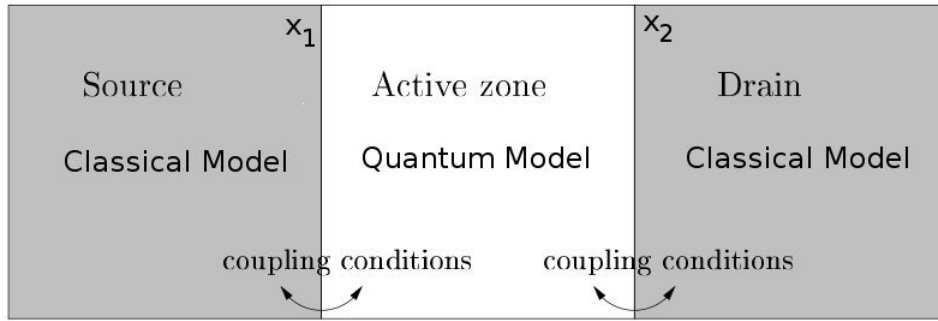 x1 x2
Source Active zone Drain
Classical Model Quantum Model Classical Model
coupling conditions coupling conditions